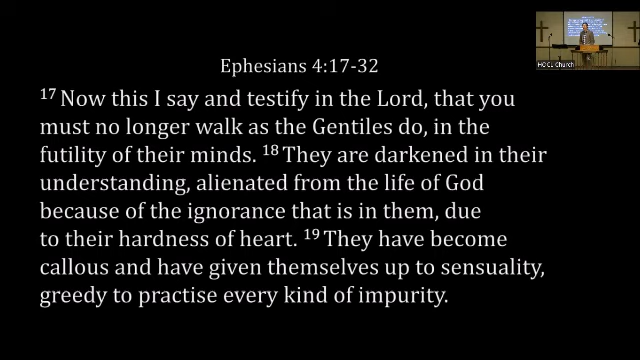 Ephesians 4:17-32
17 Now this I say and testify in the Lord, that you
must no longer walk as the Gentiles do, in the
futility of their minds. 18 They are darkened in their
understanding, alienated from the life of God
because of the ignorance that is in them, due
to their hardness of heart. 19 They have become
callous and have given themselves up to sensuality,
greedy to practise every kind of impurity.